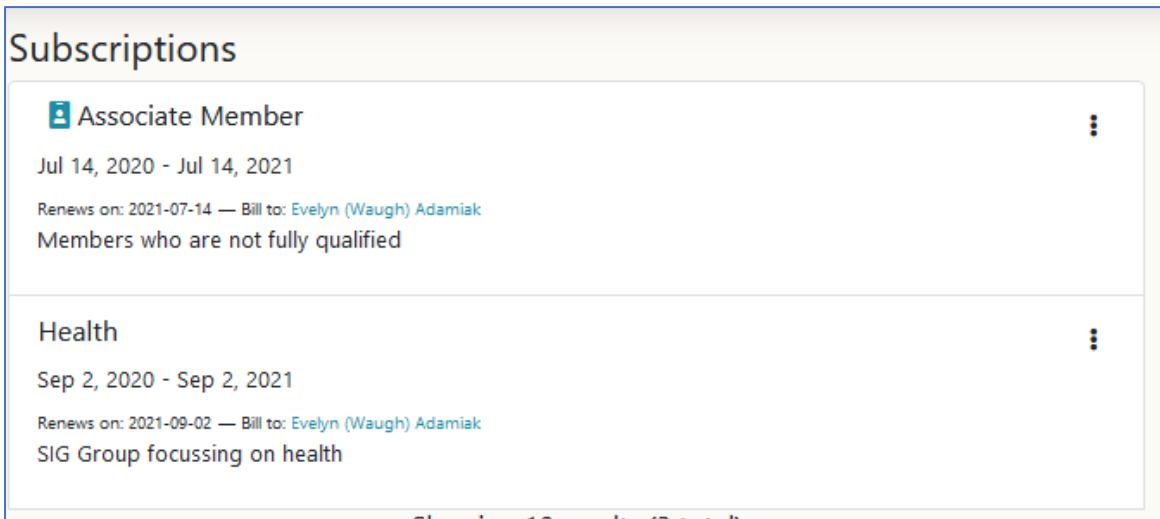 Subscriptions
Associate Member
Jul 14, 2020 - Jul 14, 2021
Renews on: 2021-07-14 — Bill to: Evelyn (Waugh) Adamiak
Members who are not fully qualified
Health
Sep 2, 2020 - Sep 2, 2021
Renews on: 2021-09-02 — Bill to: Evelyn (Waugh) Adamiak
SIG Group focussing on health